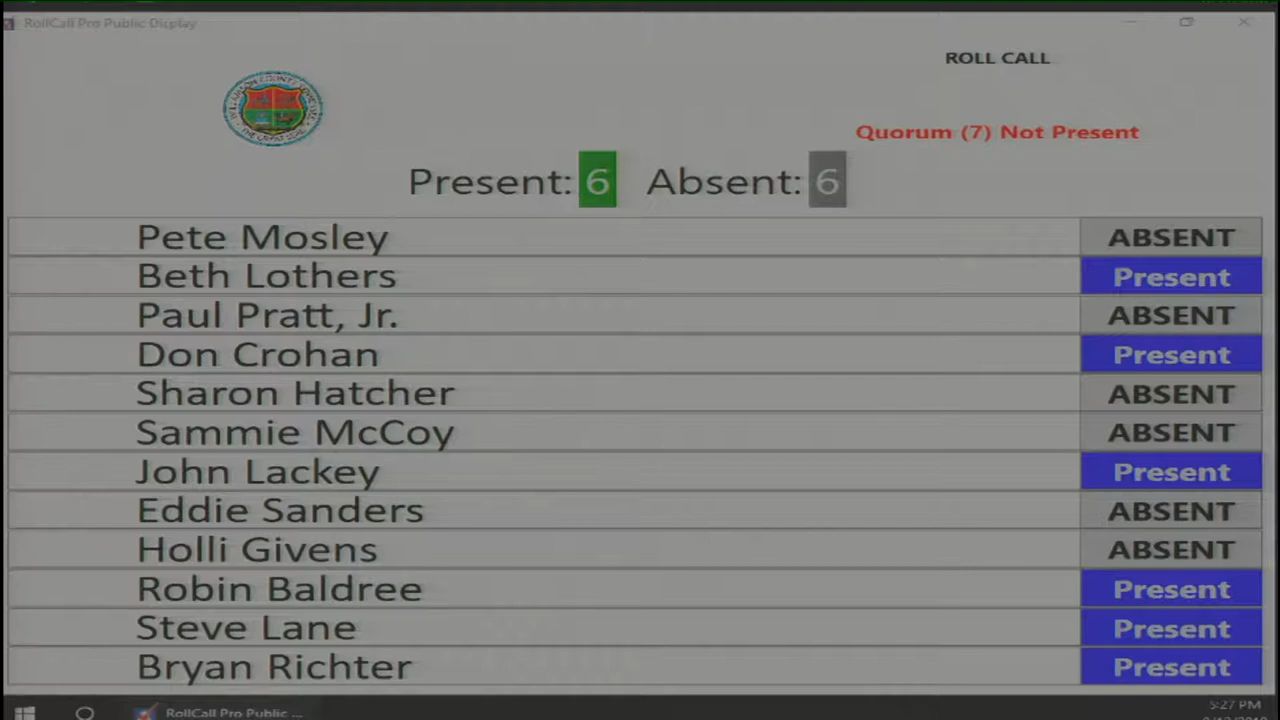 RollCall Pro Public Display
ROLL CALL
Quorum (7) Not Present
Present: 6 Absent: 6
Pete Mosley ABSENT
Beth Lothers Present
Paul Pratt, Jr. ABSENT
Don Crohan Present
Sharon Hatcher ABSENT
Sammie McCoy ABSENT
John Lackey Present
Eddie Sanders ABSENT
Holli Givens ABSENT
Robin Baldree Present
Steve Lane Present
Bryan Richter Present
RollCall Pro Public ...
5:27 PM